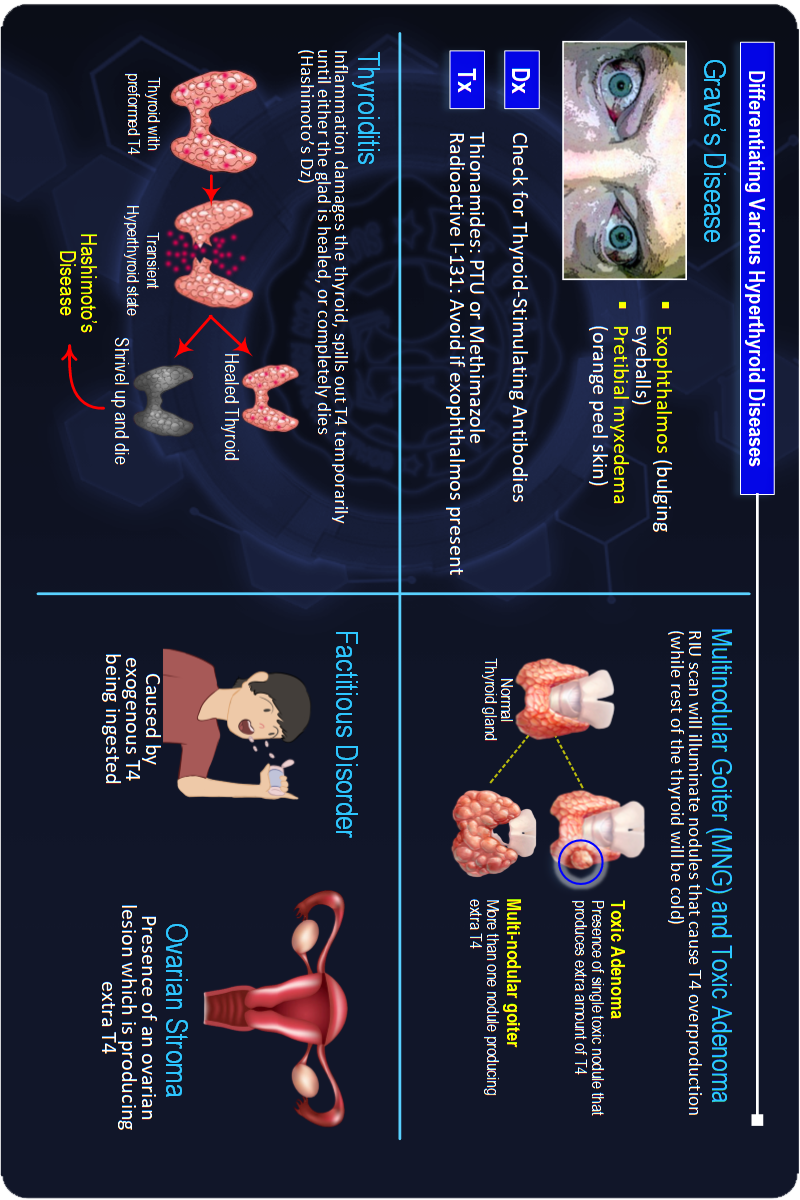 Differentiating Various Hyperthyroid Diseases
Grave's Disease
▪ Exophthalmos (bulging
eyeballs)
▪ Pretibial myxedema
(orange peel skin)
Dx
Check for Thyroid-Stimulating Antibodies
Tx
Thionamides: PTU or Methimazole
Radioactive I-131: Avoid if exophthalmos present
Multinodular Goiter (MNG) and Toxic Adenoma
RIU scan will illuminate nodules that cause T4 overproduction
(while rest of the thyroid will be cold)
Normal
Thyroid gland
Toxic Adenoma
Presence of single toxic nodule that
produces extra amount of T4
Multi-nodular goiter
More than one nodule producing
extra T4
Thyroiditis
Inflammation damages the thyroid, spills out T4 temporarily
until either the glad is healed, or completely dies
(Hashimoto's Dz)
Thyroid with
preformed T4
Transient
Hyperthyroid state
Healed Thyroid
Shrivel up and die
Hashimoto's
Disease
Factitious Disorder
Caused by
exogenous T4
being ingested
Ovarian Stroma
Presence of an ovarian
lesion which is producing
extra T4